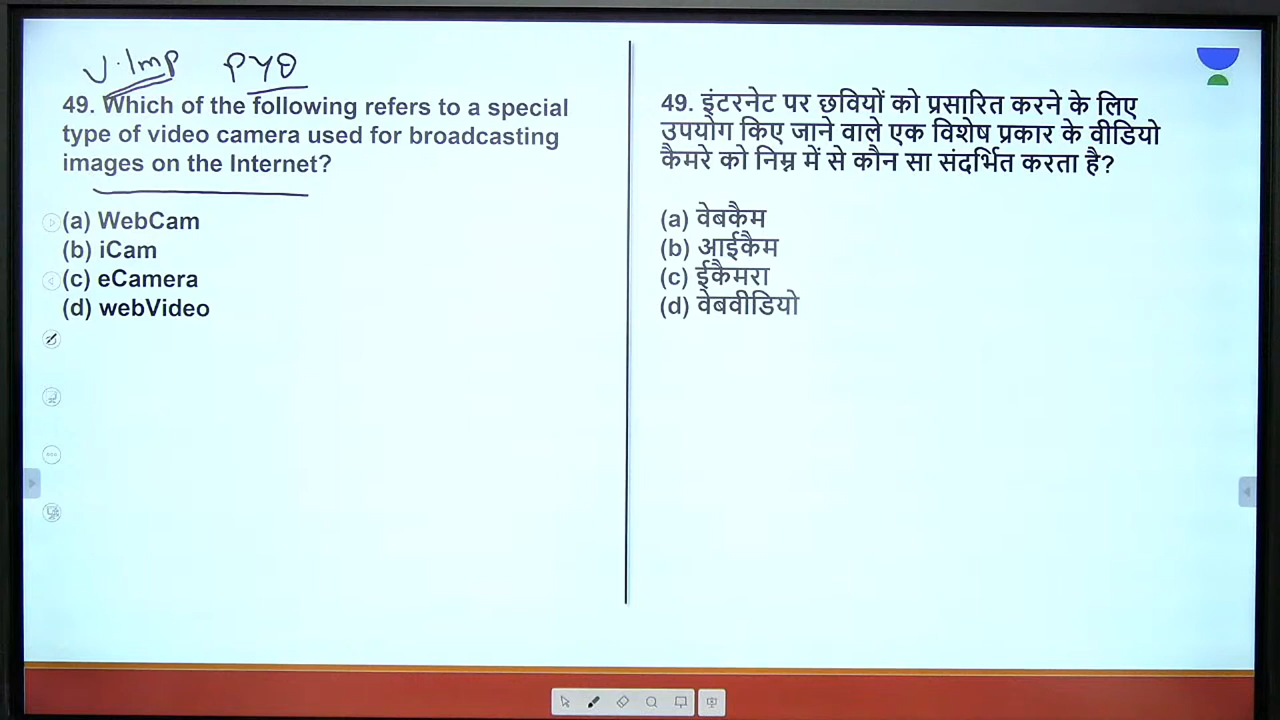 V.Imp PYQ
49. Which of the following refers to a special
type of video camera used for broadcasting
images on the Internet?
(a) WebCam
(b) iCam
(c) eCamera
(d) webVideo
49. इंटरनेट पर छवियों को प्रसारित करने के लिए
उपयोग किए जाने वाले एक विशेष प्रकार के वीडियो
कैमरे को निम्न में से कौन सा संदर्भित करता है?
(a) वेबकैम
(b) आईकैम
(c) ईकैमरा
(d) वेबवीडियो